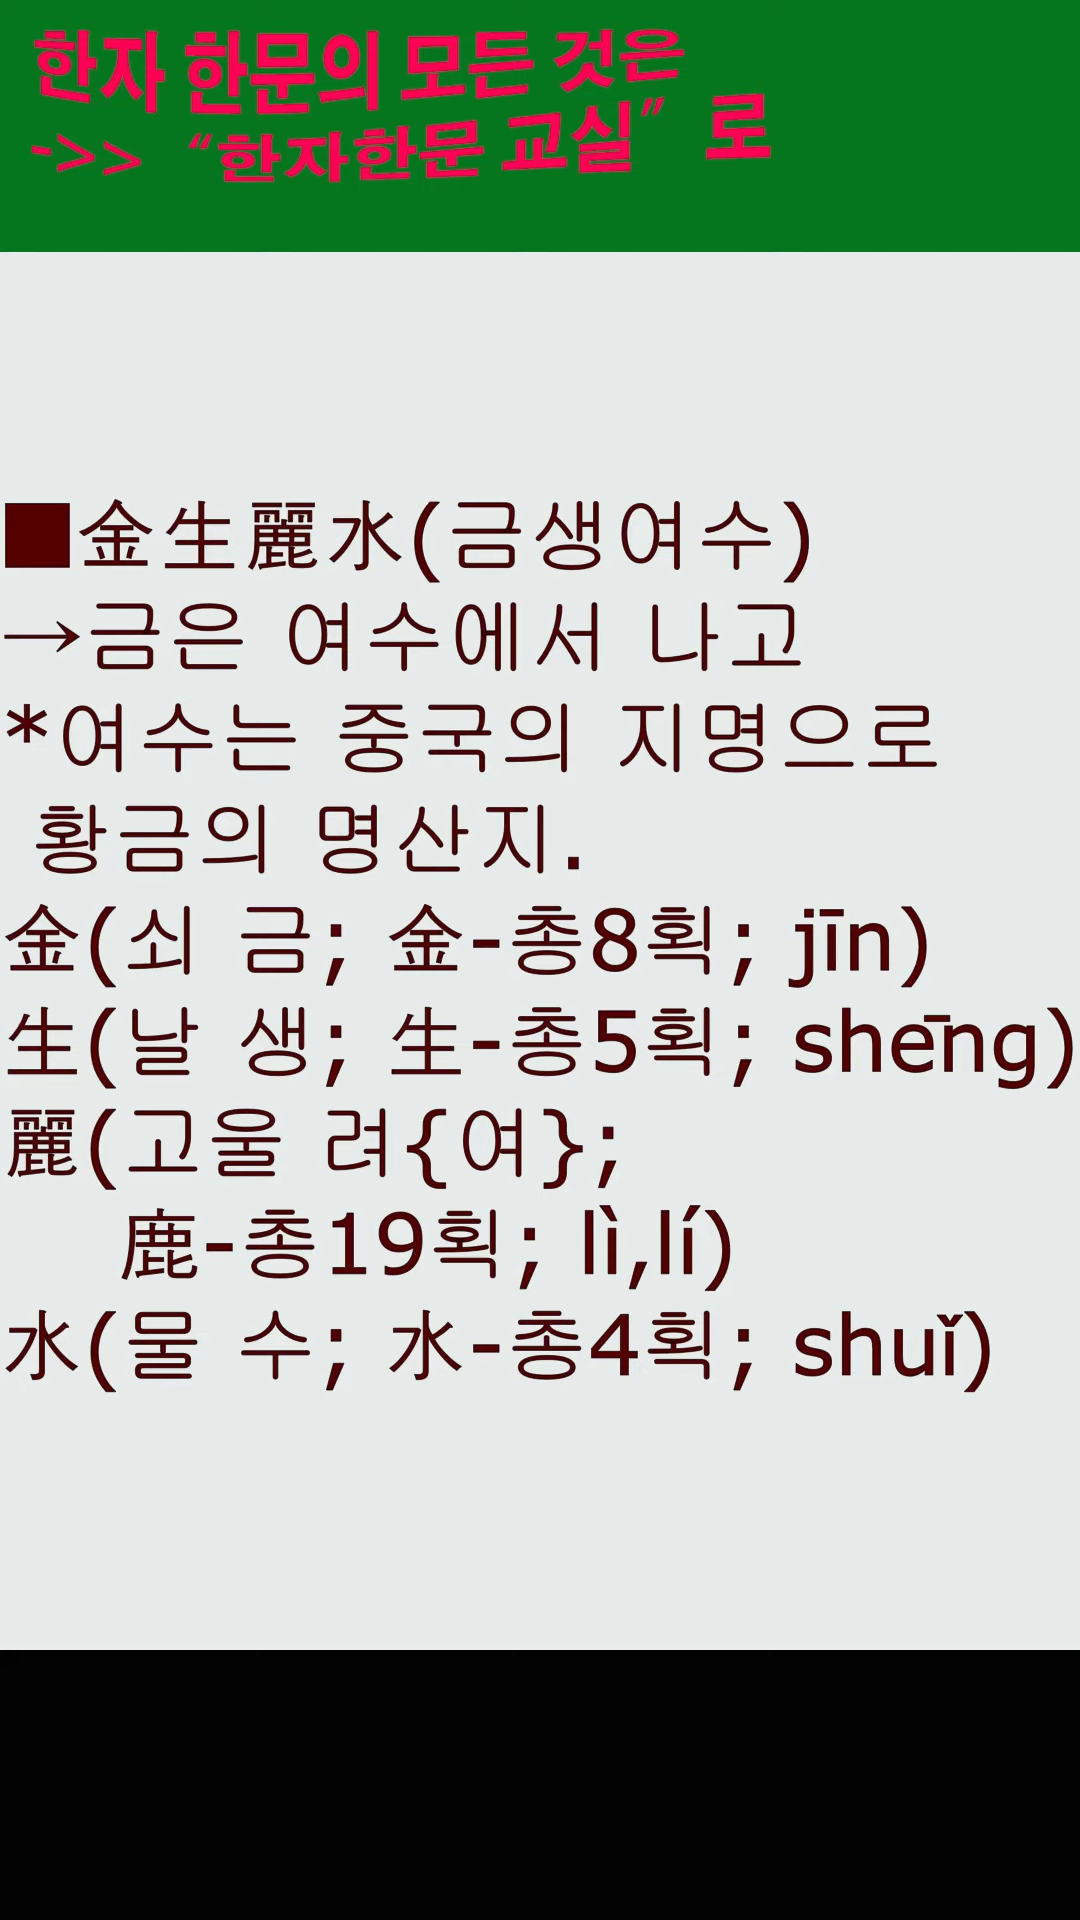 한자 한문의 모든 것은
->> “한자한문 교실” 로
■金生麗水(금생여수)
→금은 여수에서 나고
*여수는 중국의 지명으로
황금의 명산지.
金(쇠 금; 金-총8획; jīn)
生(날 생; 生-총5획; shēng)
麗(고울 려{여};
鹿-총19획; lì,lí)
水(물 수; 水-총4획; shuǐ)